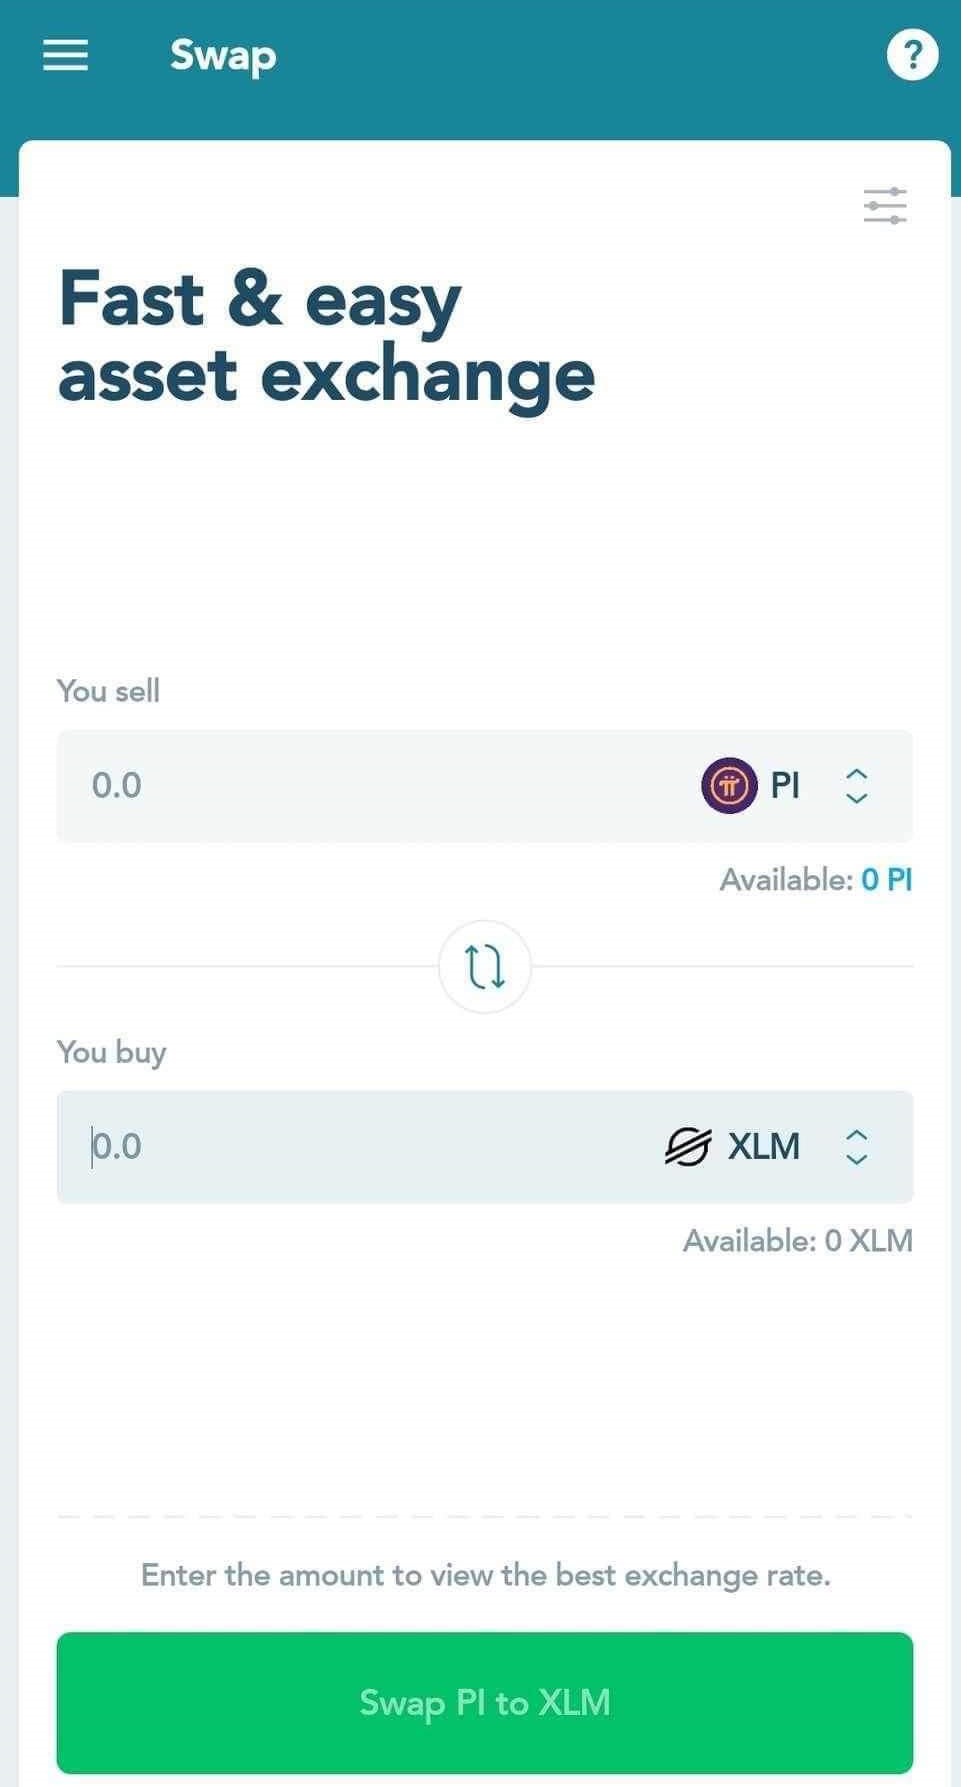 Swap
?
Fast & easy
asset exchange
You sell
0.0 PI
Available: 0 PI
You buy
0.0 XLM
Available: 0 XLM
Enter the amount to view the best exchange rate.
Swap PI to XLM